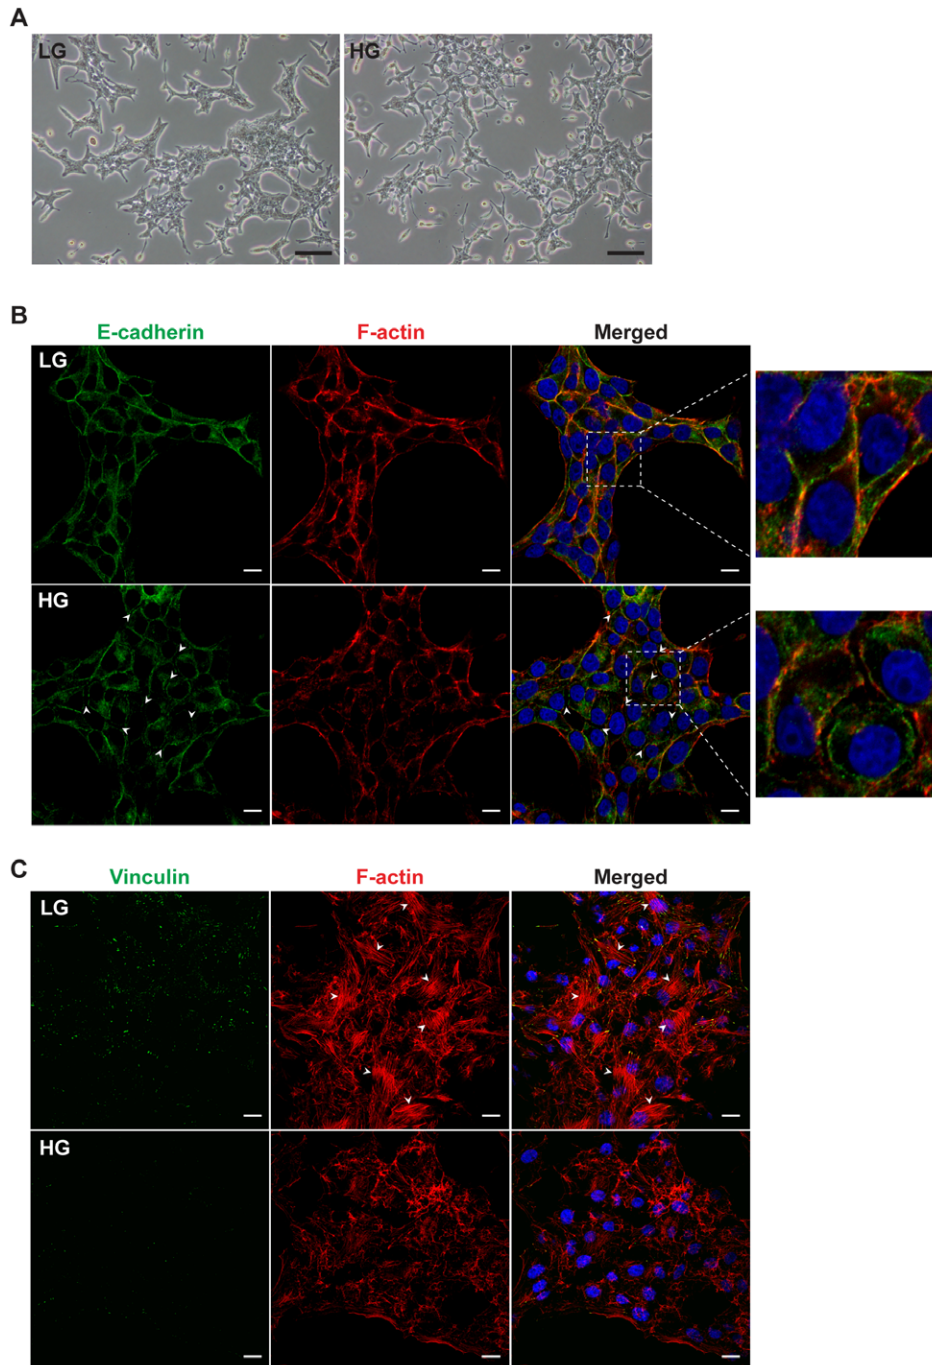 A
LG HG
B
E-cadherin F-actin Merged
LG
HG
C
Vinculin F-actin Merged
LG
HG